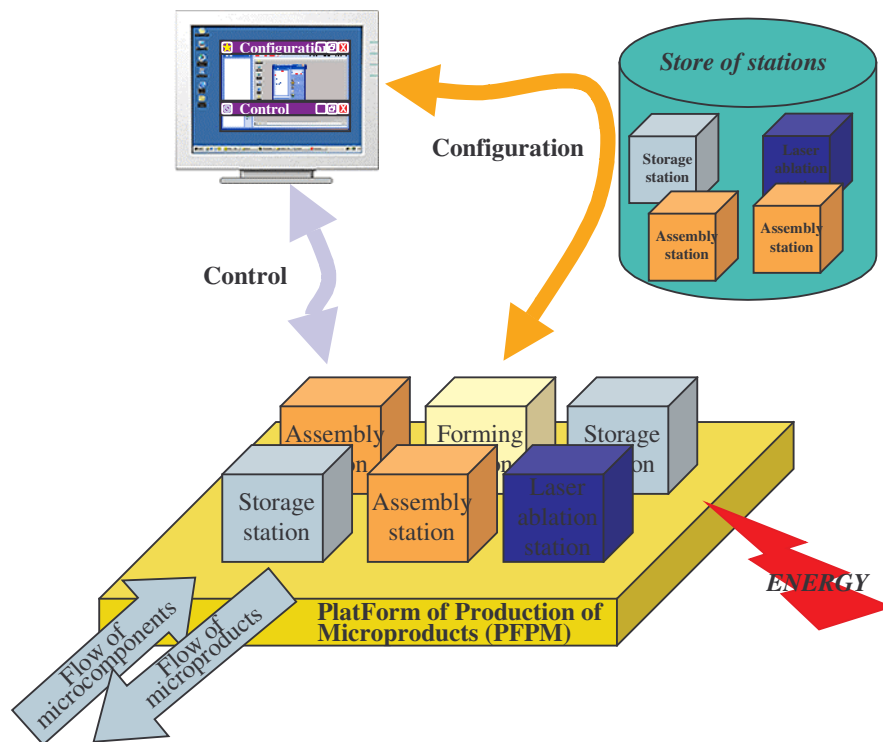 Configuration
Control
Store of stations
Storage
station
Laser
ablation
Assembly
station
Assembly
station
Configuration
Control
Assembly
Forming
Storage
Storage
station
Assembly
station
Laser
ablation
station
ENERGY
PlatForm of Production of
Microproducts (PFPM)
Flow of
microcomponents
Flow of
microproducts